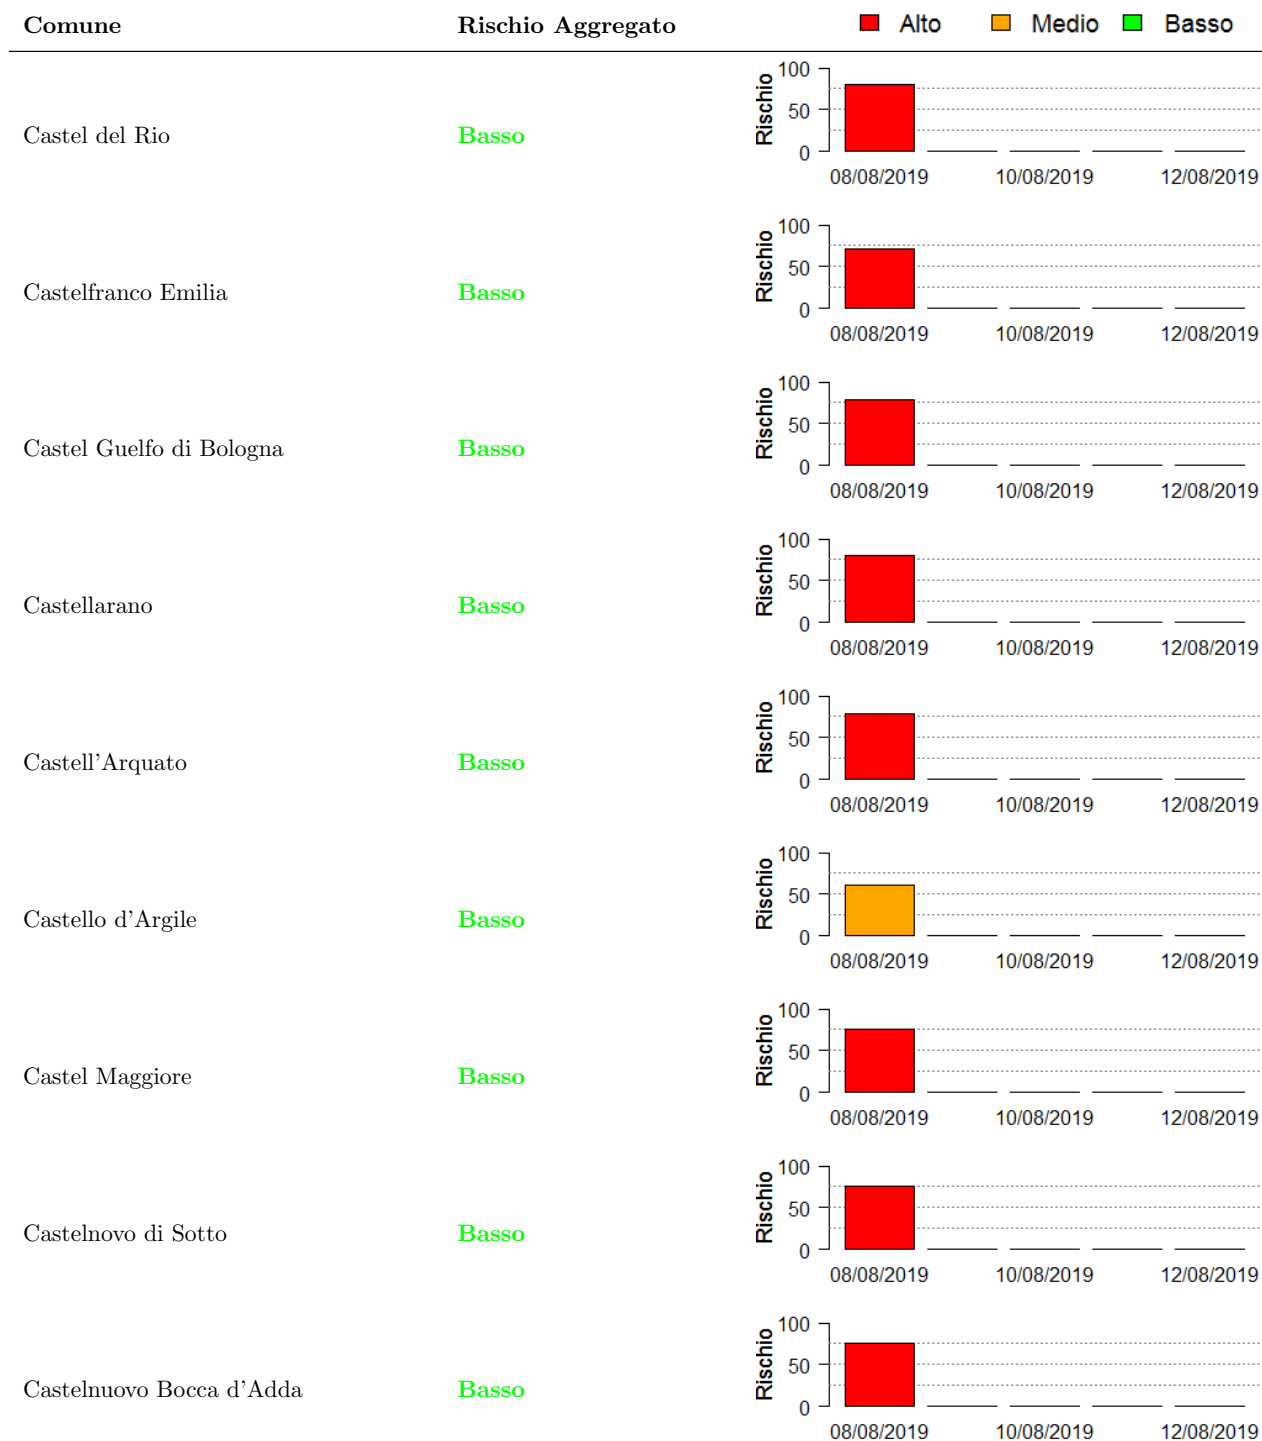 Comune Rischio Aggregato Alto Medio Basso
Castel del Rio Basso Rischio 100 50 0
08/08/2019 10/08/2019 12/08/2019
Castelfranco Emilia Basso Rischio 100 50 0
08/08/2019 10/08/2019 12/08/2019
Castel Guelfo di Bologna Basso Rischio 100 50 0
08/08/2019 10/08/2019 12/08/2019
Castellarano Basso Rischio 100 50 0
08/08/2019 10/08/2019 12/08/2019
Castell'Arquato Basso Rischio 100 50 0
08/08/2019 10/08/2019 12/08/2019
Castello d'Argile Basso Rischio 100 50 0
08/08/2019 10/08/2019 12/08/2019
Castel Maggiore Basso Rischio 100 50 0
08/08/2019 10/08/2019 12/08/2019
Castelnovo di Sotto Basso Rischio 100 50 0
08/08/2019 10/08/2019 12/08/2019
Castelnuovo Bocca d'Adda Basso Rischio 100 50 0
08/08/2019 10/08/2019 12/08/2019